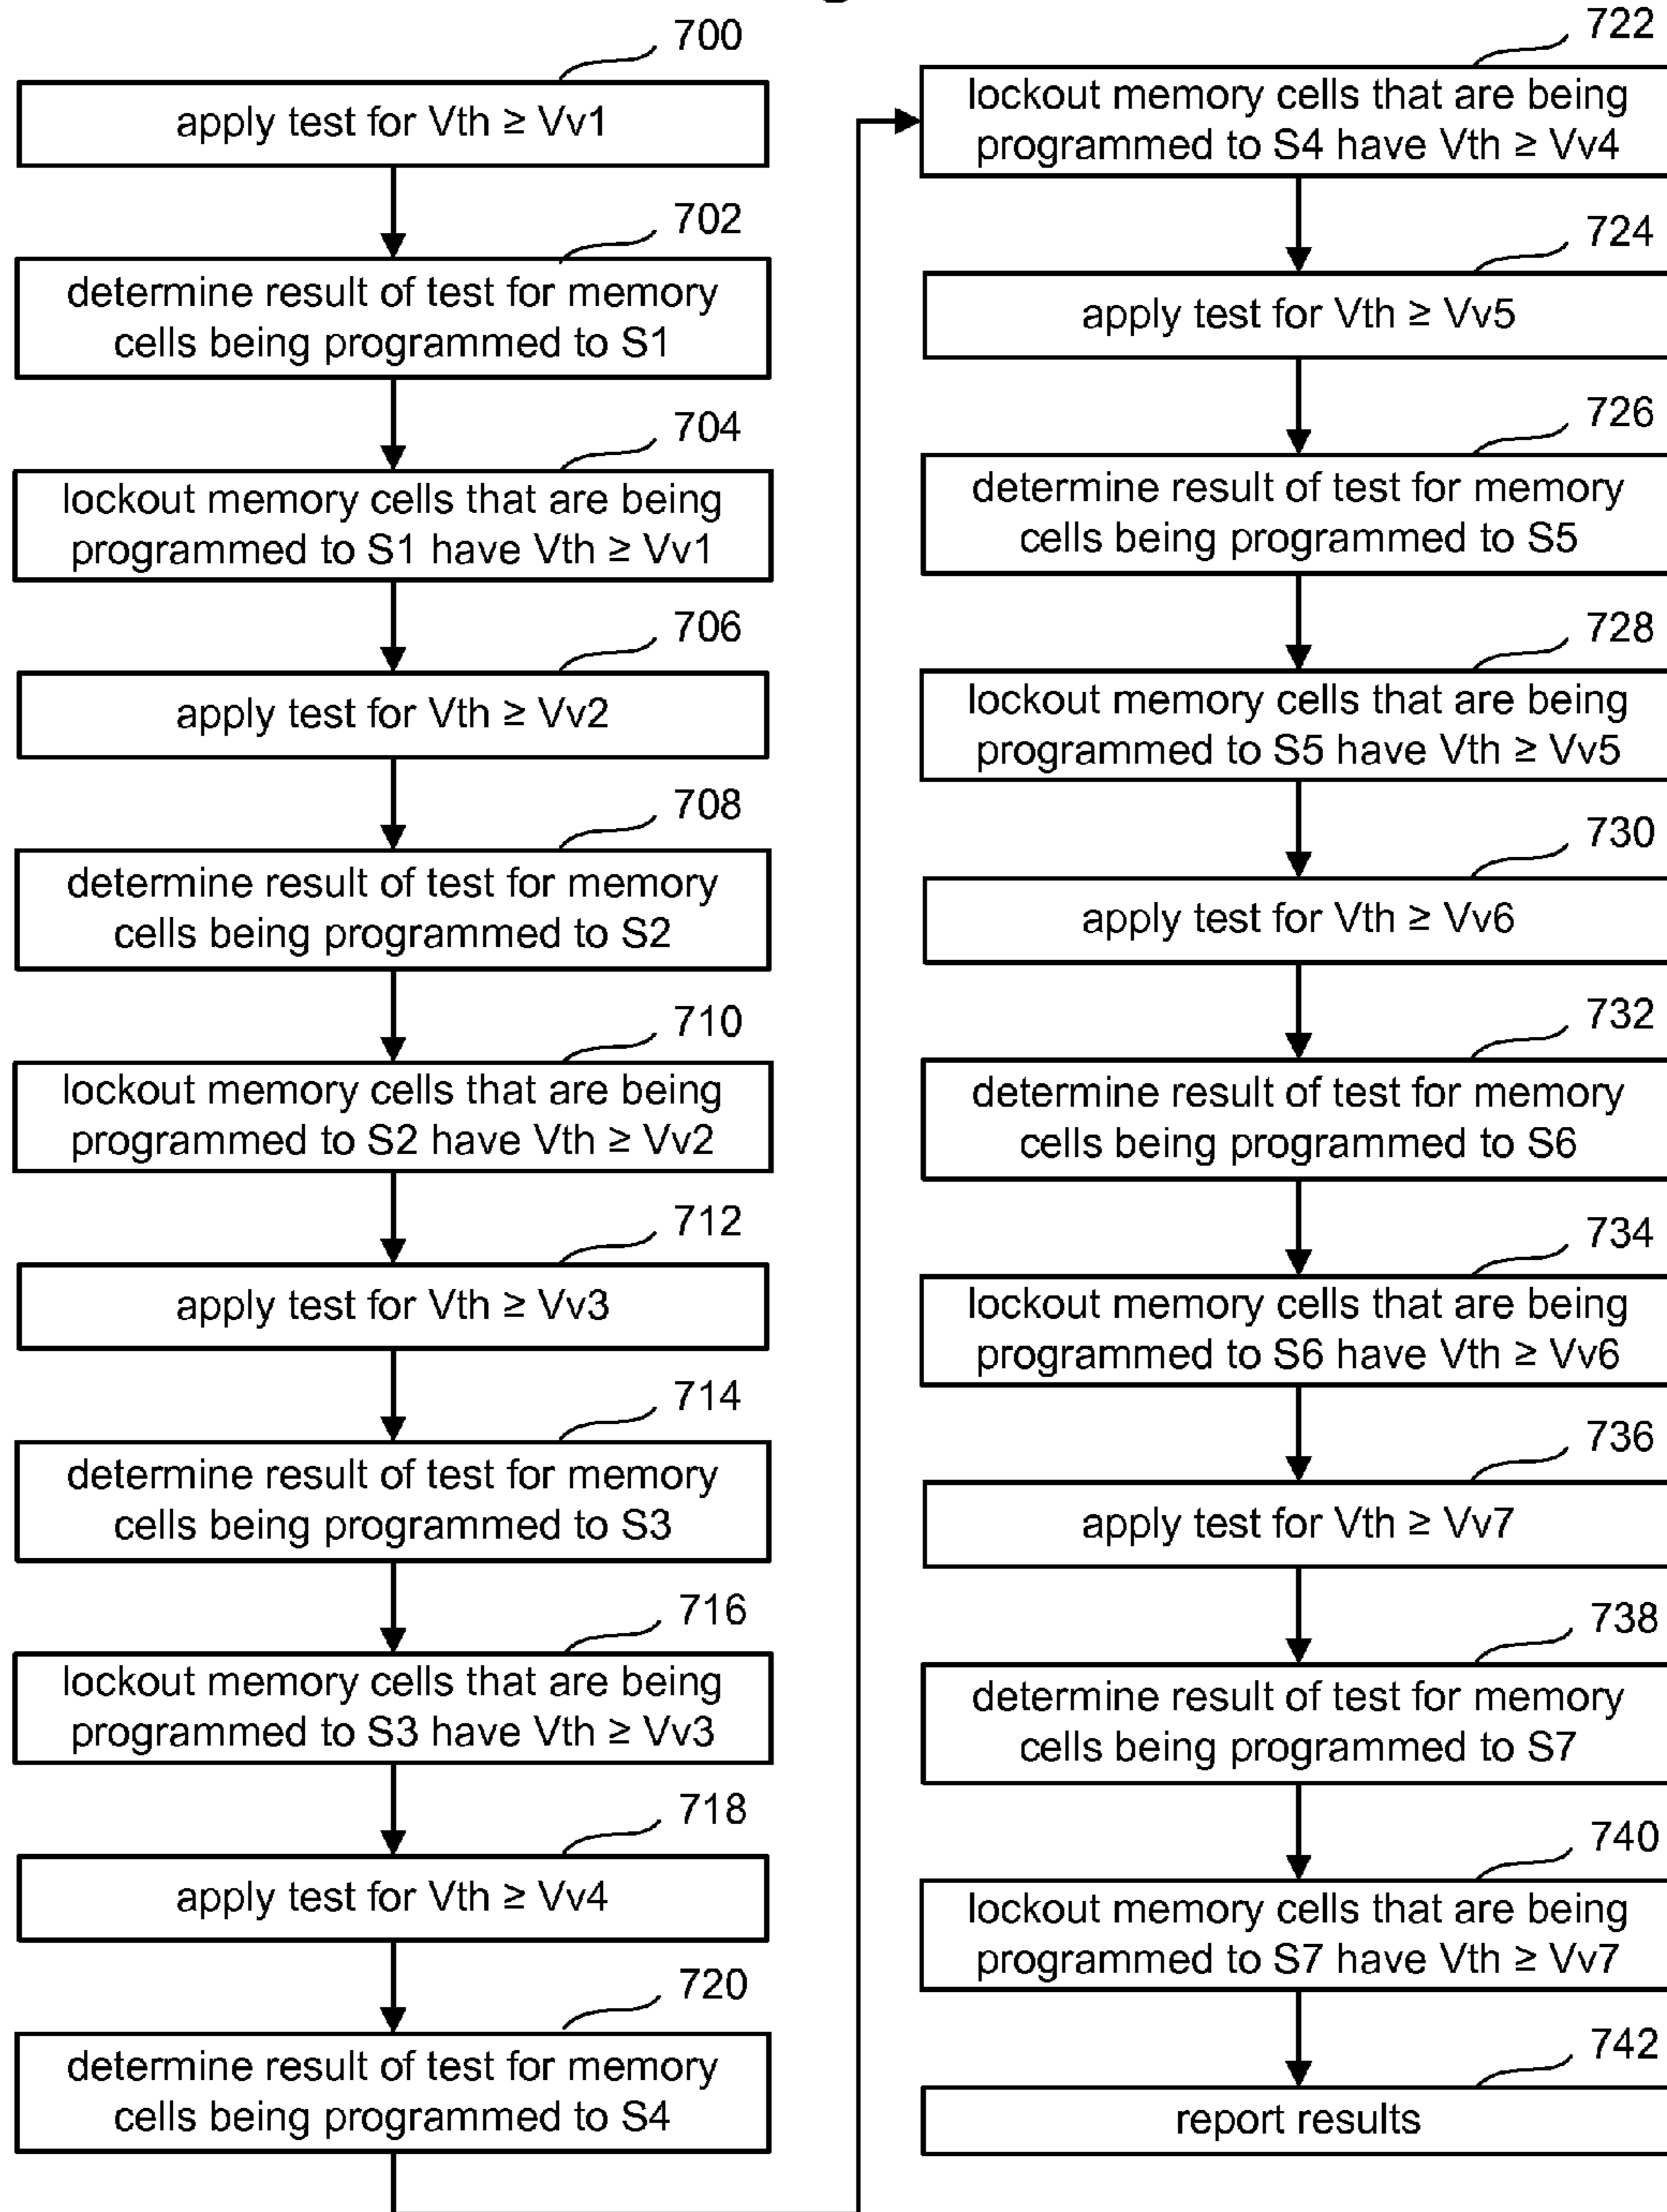 700
apply test for Vth ≥ Vv1
702
determine result of test for memory
cells being programmed to S1
704
lockout memory cells that are being
programmed to S1 have Vth ≥ Vv1
706
apply test for Vth ≥ Vv2
708
determine result of test for memory
cells being programmed to S2
710
lockout memory cells that are being
programmed to S2 have Vth ≥ Vv2
712
apply test for Vth ≥ Vv3
714
determine result of test for memory
cells being programmed to S3
716
lockout memory cells that are being
programmed to S3 have Vth ≥ Vv3
718
apply test for Vth ≥ Vv4
720
determine result of test for memory
cells being programmed to S4
722
lockout memory cells that are being
programmed to S4 have Vth ≥ Vv4
724
apply test for Vth ≥ Vv5
726
determine result of test for memory
cells being programmed to S5
728
lockout memory cells that are being
programmed to S5 have Vth ≥ Vv5
730
apply test for Vth ≥ Vv6
732
determine result of test for memory
cells being programmed to S6
734
lockout memory cells that are being
programmed to S6 have Vth ≥ Vv6
736
apply test for Vth ≥ Vv7
738
determine result of test for memory
cells being programmed to S7
740
lockout memory cells that are being
programmed to S7 have Vth ≥ Vv7
742
report results